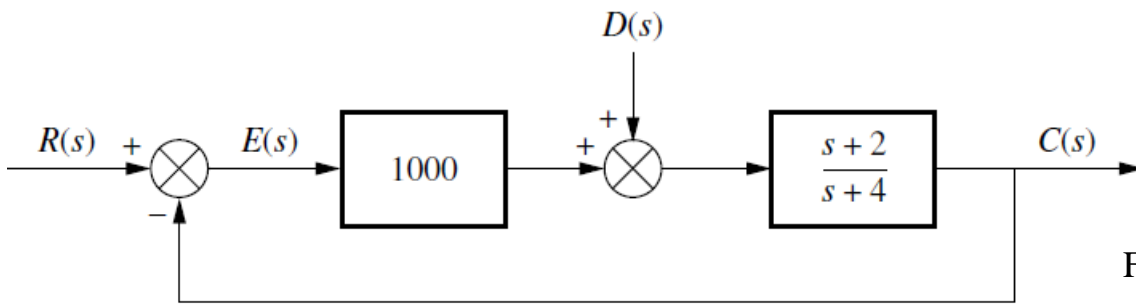 D(s)
R(s) + E(s) 1000 + + s + 2 C(s)
s + 4
−
F